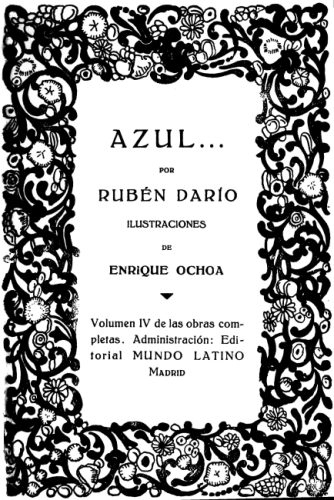 AZUL...
POR
RUBÉN DARÍO
ILUSTRACIONES
DE
ENRiQUE OCHOA
Volumen IV de las obras com-
pletas. Administración: Edi-
torial MUNDO LATINO
MADRID